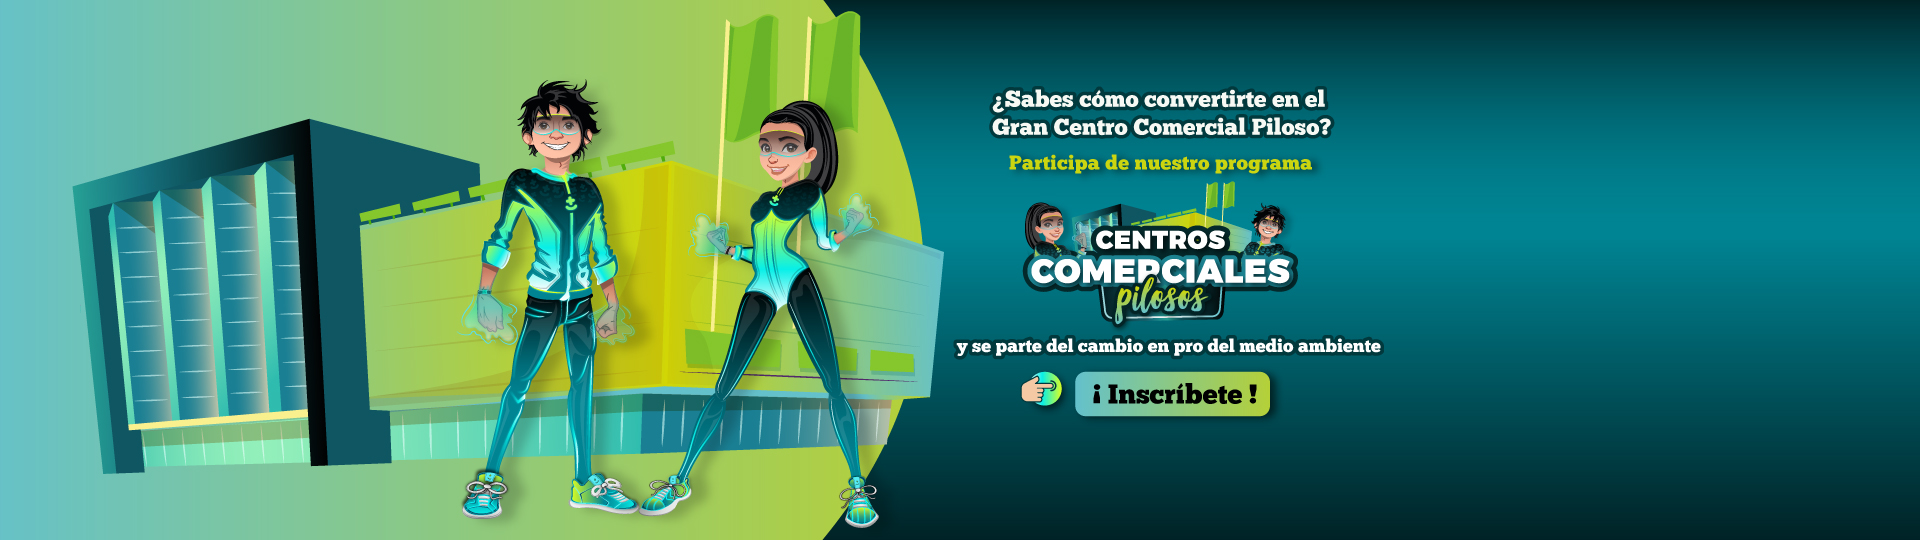 ¿Sabes cómo convertirte en el
Gran Centro Comercial Piloso?
Participa de nuestro programa
CENTROS
COMERCIALES
pilosos
y se parte del cambio en pro del medio ambiente
¡ Inscríbete !